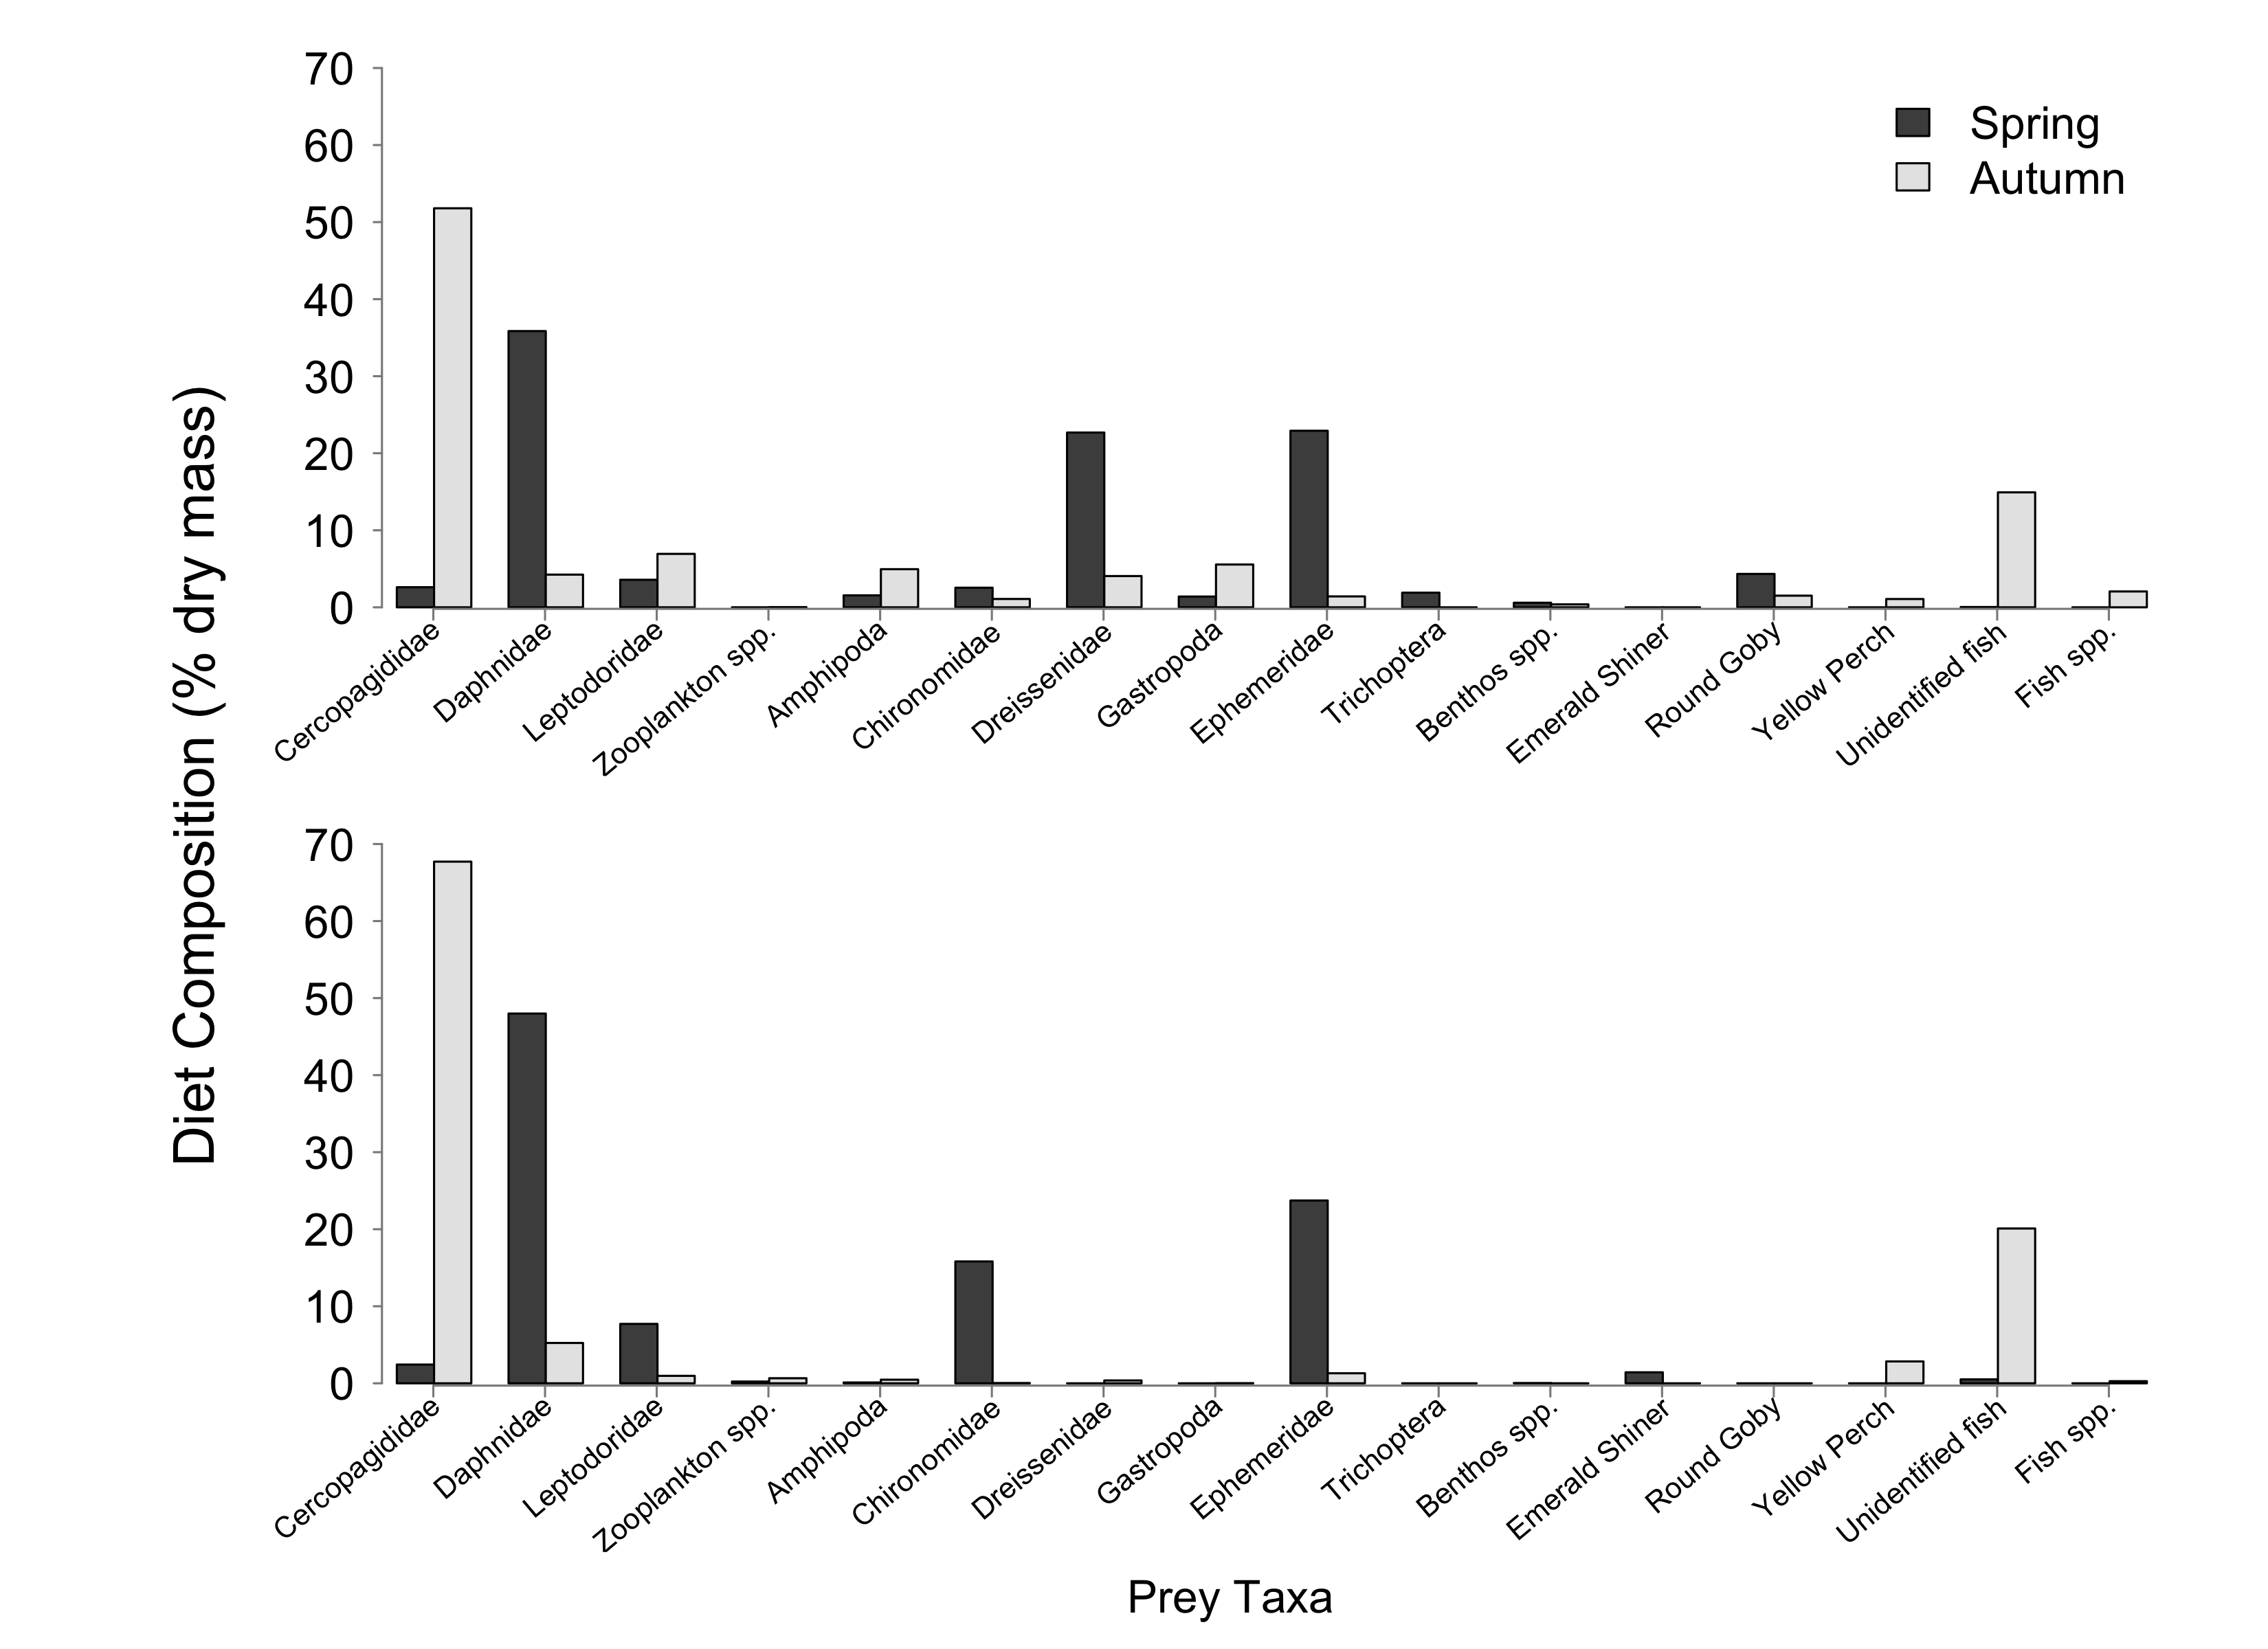 Diet Composition (% dry mass)
70
60
50
40
30
20
10
0
Spring
Autumn
Cercopagididae
Daphnidae
Leptodoridae
Zooplankton spp.
Amphipoda
Chironomidae
Dreissenidae
Gastropoda
Ephemeridae
Trichoptera
Benthos spp.
Emerald Shiner
Round Goby
Yellow Perch
Unidentified fish
Fish spp.
70
60
50
40
30
20
10
0
Cercopagididae
Daphnidae
Leptodoridae
Zooplankton spp.
Amphipoda
Chironomidae
Dreissenidae
Gastropoda
Ephemeridae
Trichoptera
Benthos spp.
Emerald Shiner
Round Goby
Yellow Perch
Unidentified fish
Fish spp.
Prey Taxa